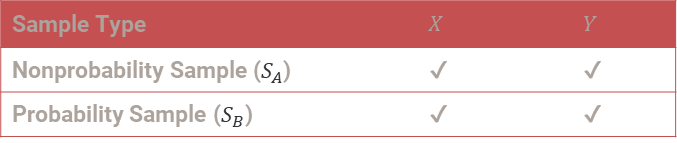 Sample Type X Y
Nonprobability Sample (S_A) ✓ ✓
Probability Sample (S_B) ✓ ✓